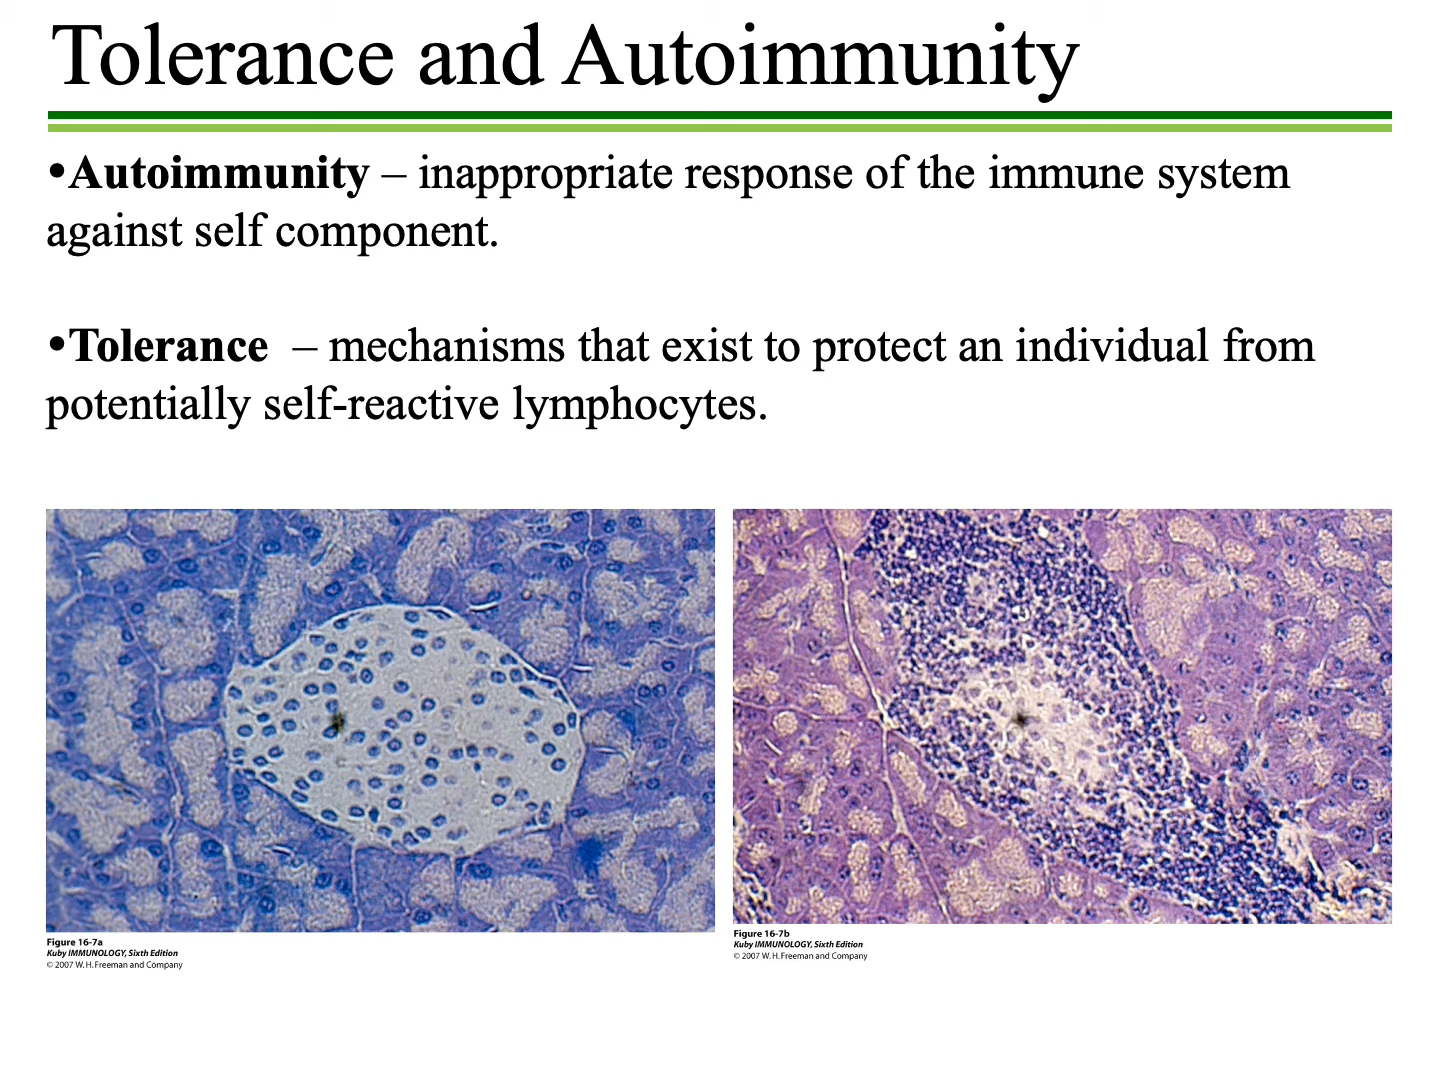 Tolerance and Autoimmunity
•Autoimmunity – inappropriate response of the immune system
against self component.
•Tolerance – mechanisms that exist to protect an individual from
potentially self-reactive lymphocytes.
Figure 16-7a
Kuby IMMUNOLOGY, Sixth Edition
© 2007 W. H. Freeman and Company
Figure 16-7b
Kuby IMMUNOLOGY, Sixth Edition
© 2007 W. H. Freeman and Company